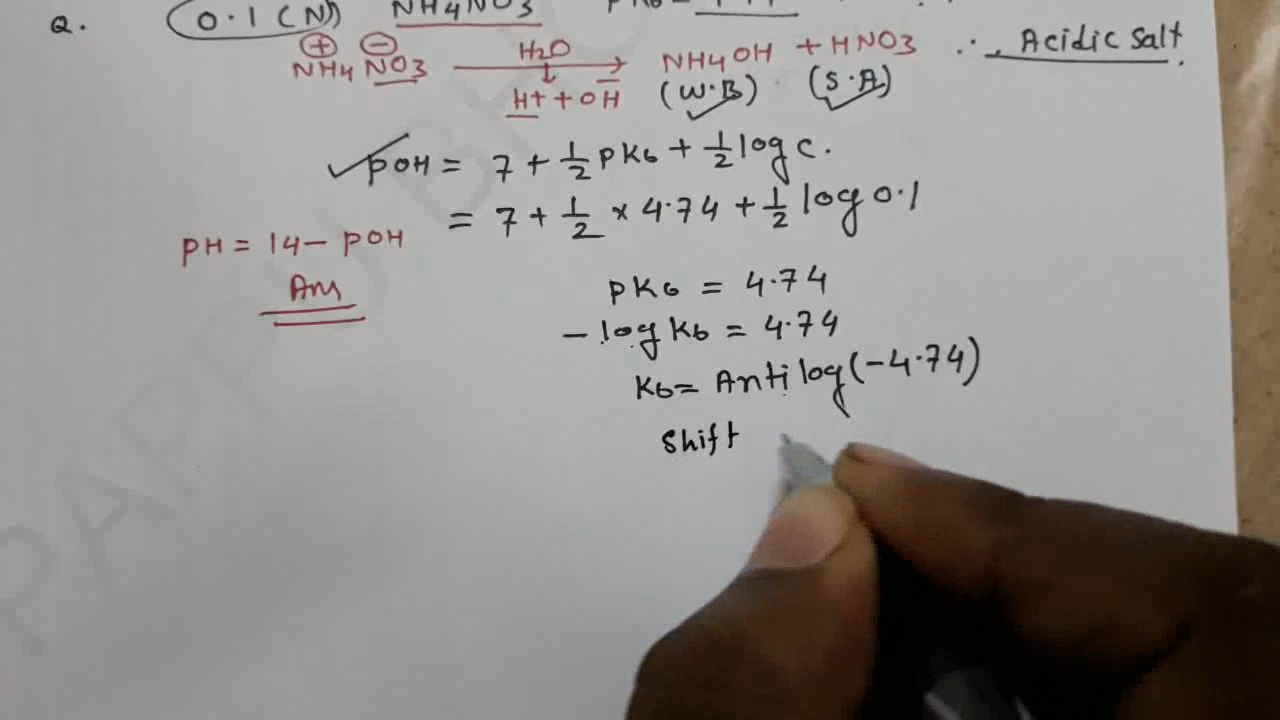 Q. 0.1 (N) NH4NO3
NH4 NO3 H2O NH4OH + HNO3 ∴ Acidic Salt.
H+ + OH̄ (W.B) (S.A)
POH = 7 + 1/2 PKb + 1/2 log c.
= 7 + 1/2 × 4.74 + 1/2 log 0.1
PH = 14 - POH
Ans
PKb = 4.74
- log Kb = 4.74
Kb = Antilog (-4.74)
Shift